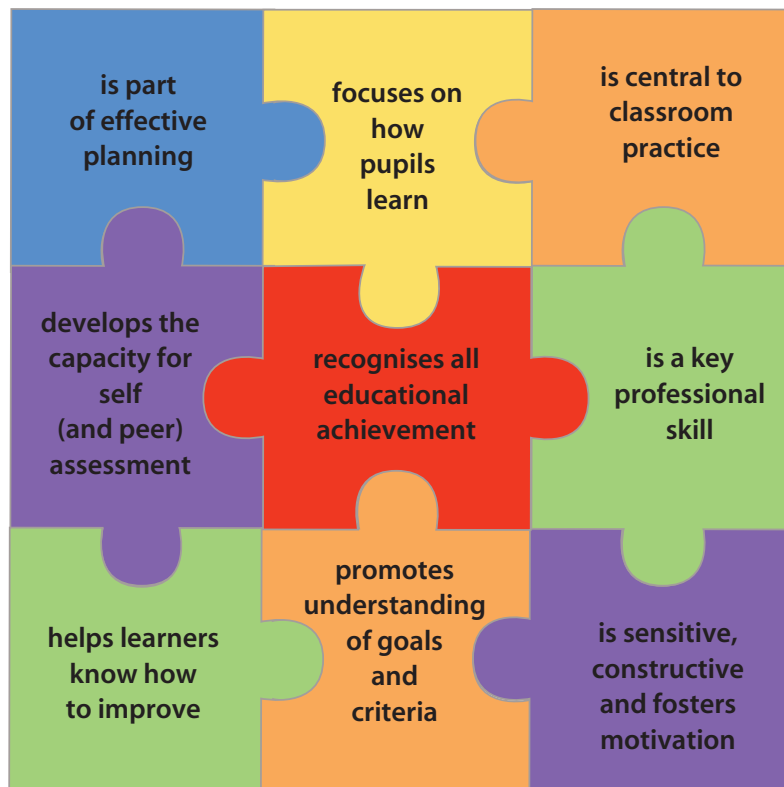 is part
of effective
planning
focuses on
how
pupils
learn
is central to
classroom
practice
develops the
capacity for
self
(and peer)
assessment
recognises all
educational
achievement
is a key
professional
skill
helps learners
know how
to improve
promotes
understanding
of goals
and
criteria
is sensitive,
constructive
and fosters
motivation